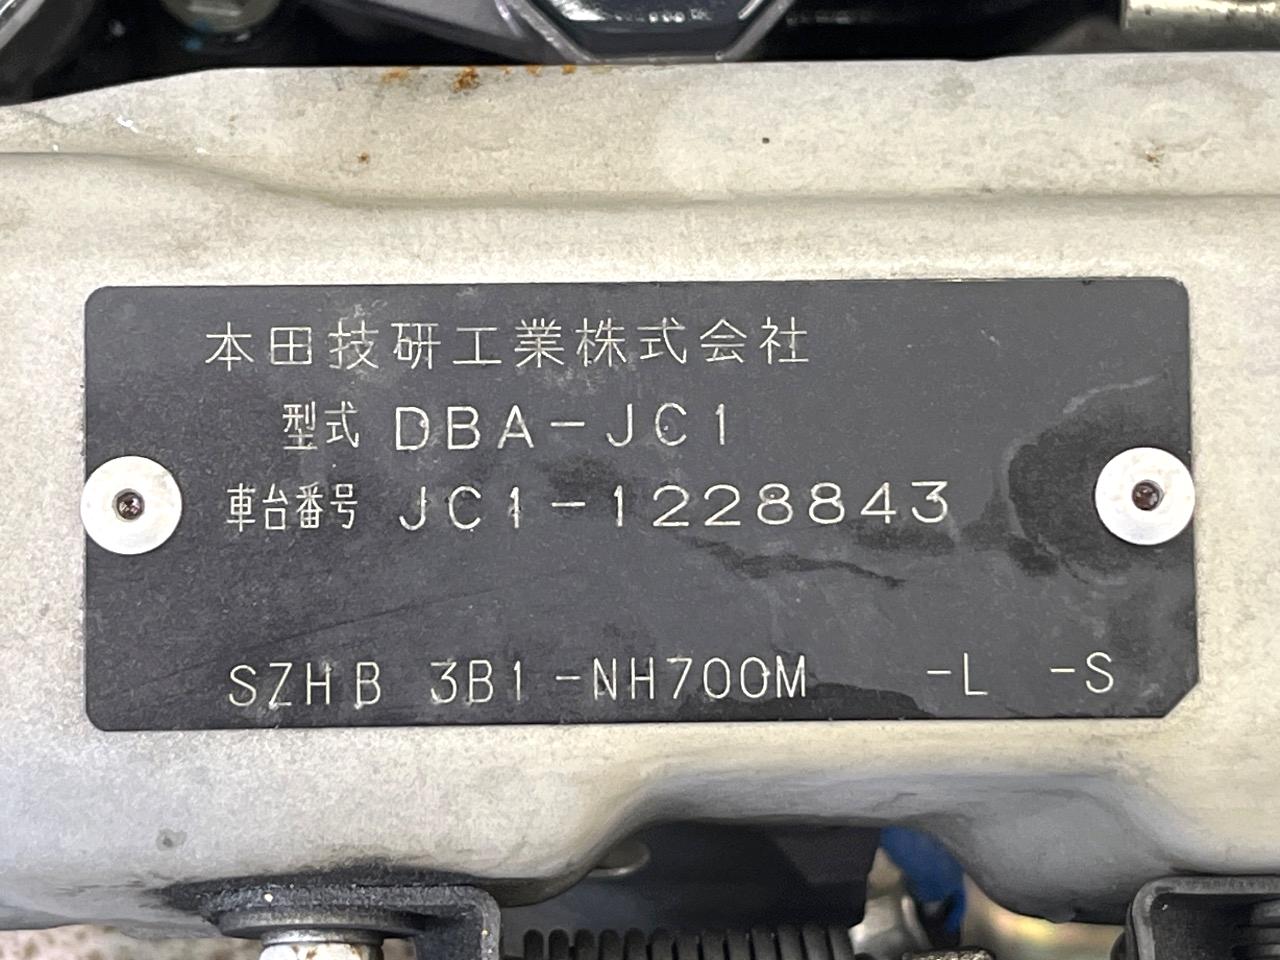 本田技研工業株式会社
型式 DBA-JC1
車台番号 JC1-1228843
SZHB 3B1-NH700M -L -S